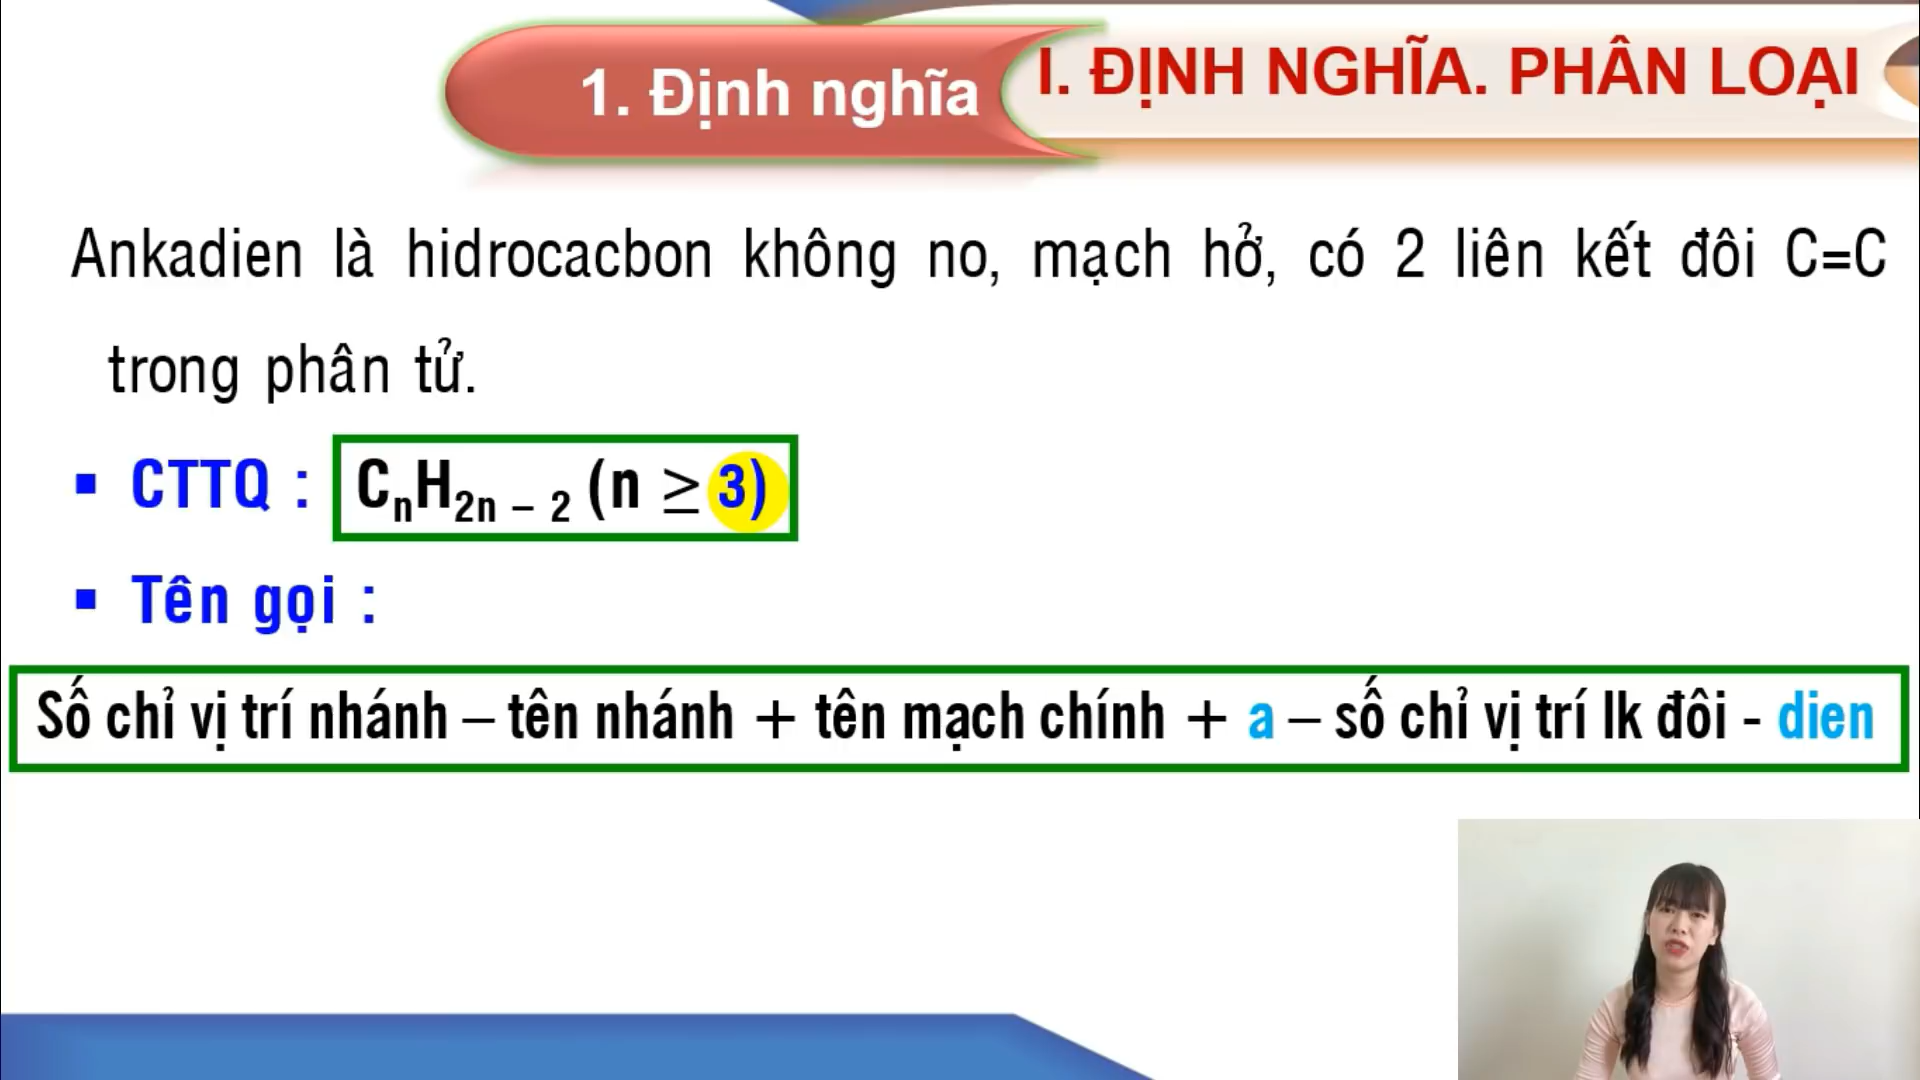 1. Định nghĩa
I. ĐỊNH NGHĨA. PHÂN LOẠI
Ankadien là hidrocacbon không no, mạch hở, có 2 liên kết đôi C=C
trong phân tử.
▪ CTTQ : CₙH₂ₙ ₋ ₂ (n ≥ 3)
▪ Tên gọi :
Số chỉ vị trí nhánh – tên nhánh + tên mạch chính + a – số chỉ vị trí lk đôi - dien